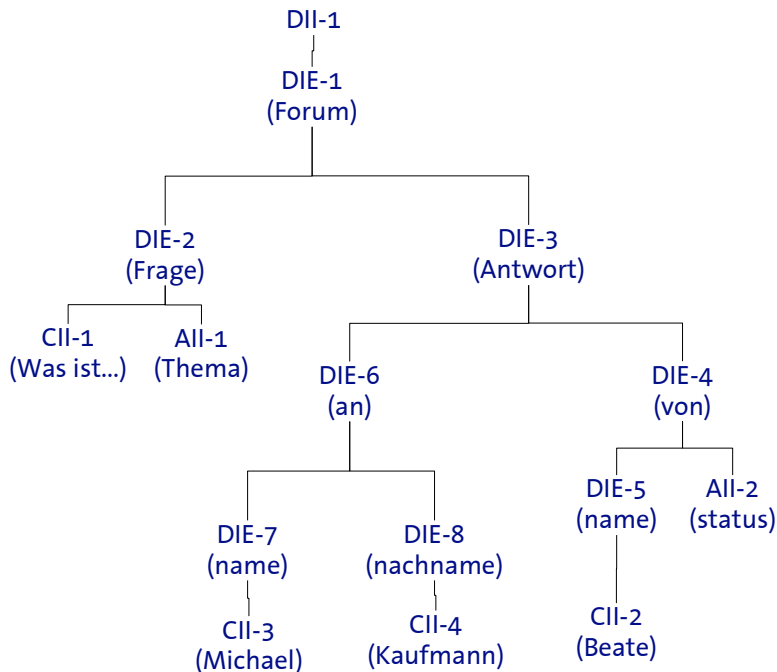 DII-1
DIE-1
(Forum)
DIE-2
(Frage)
DIE-3
(Antwort)
CII-1
(Was ist...)
AII-1
(Thema)
DIE-6
(an)
DIE-4
(von)
DIE-7
(name)
DIE-8
(nachname)
DIE-5
(name)
AII-2
(status)
CII-3
(Michael)
CII-4
(Kaufmann)
CII-2
(Beate)